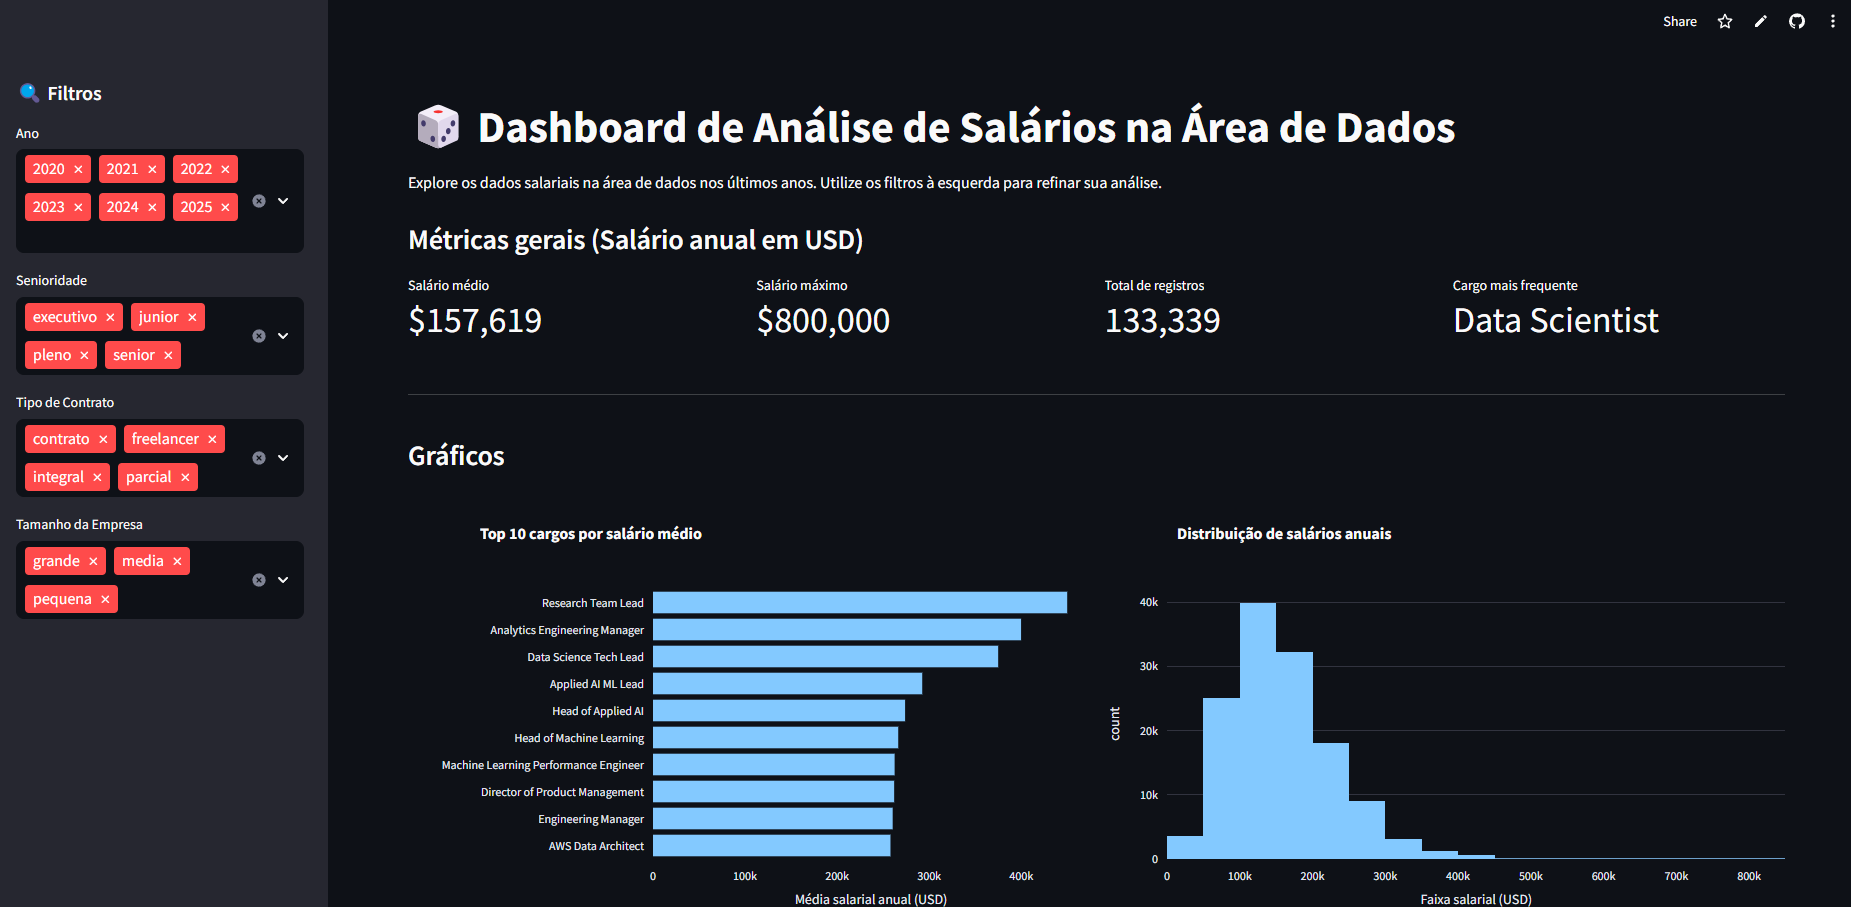 Share
Filtros
Ano
2020 × 2021 × 2022 ×
2023 × 2024 × 2025 ×
Senioridade
executivo × junior ×
pleno × senior ×
Tipo de Contrato
contrato × freelancer ×
integral × parcial ×
Tamanho da Empresa
grande × media ×
pequena ×
Dashboard de Análise de Salários na Área de Dados
Explore os dados salariais na área de dados nos últimos anos. Utilize os filtros à esquerda para refinar sua análise.
Métricas gerais (Salário anual em USD)
Salário médio
$157,619
Salário máximo
$800,000
Total de registros
133,339
Cargo mais frequente
Data Scientist
Gráficos
Top 10 cargos por salário médio
Research Team Lead
Analytics Engineering Manager
Data Science Tech Lead
Applied AI ML Lead
Head of Applied AI
Head of Machine Learning
Machine Learning Performance Engineer
Director of Product Management
Engineering Manager
AWS Data Architect
0 100k 200k 300k 400k
Média salarial anual (USD)
Distribuição de salários anuais
40k
30k
20k
10k
0
count
0 100k 200k 300k 400k 500k 600k 700k 800k
Faixa salarial (USD)